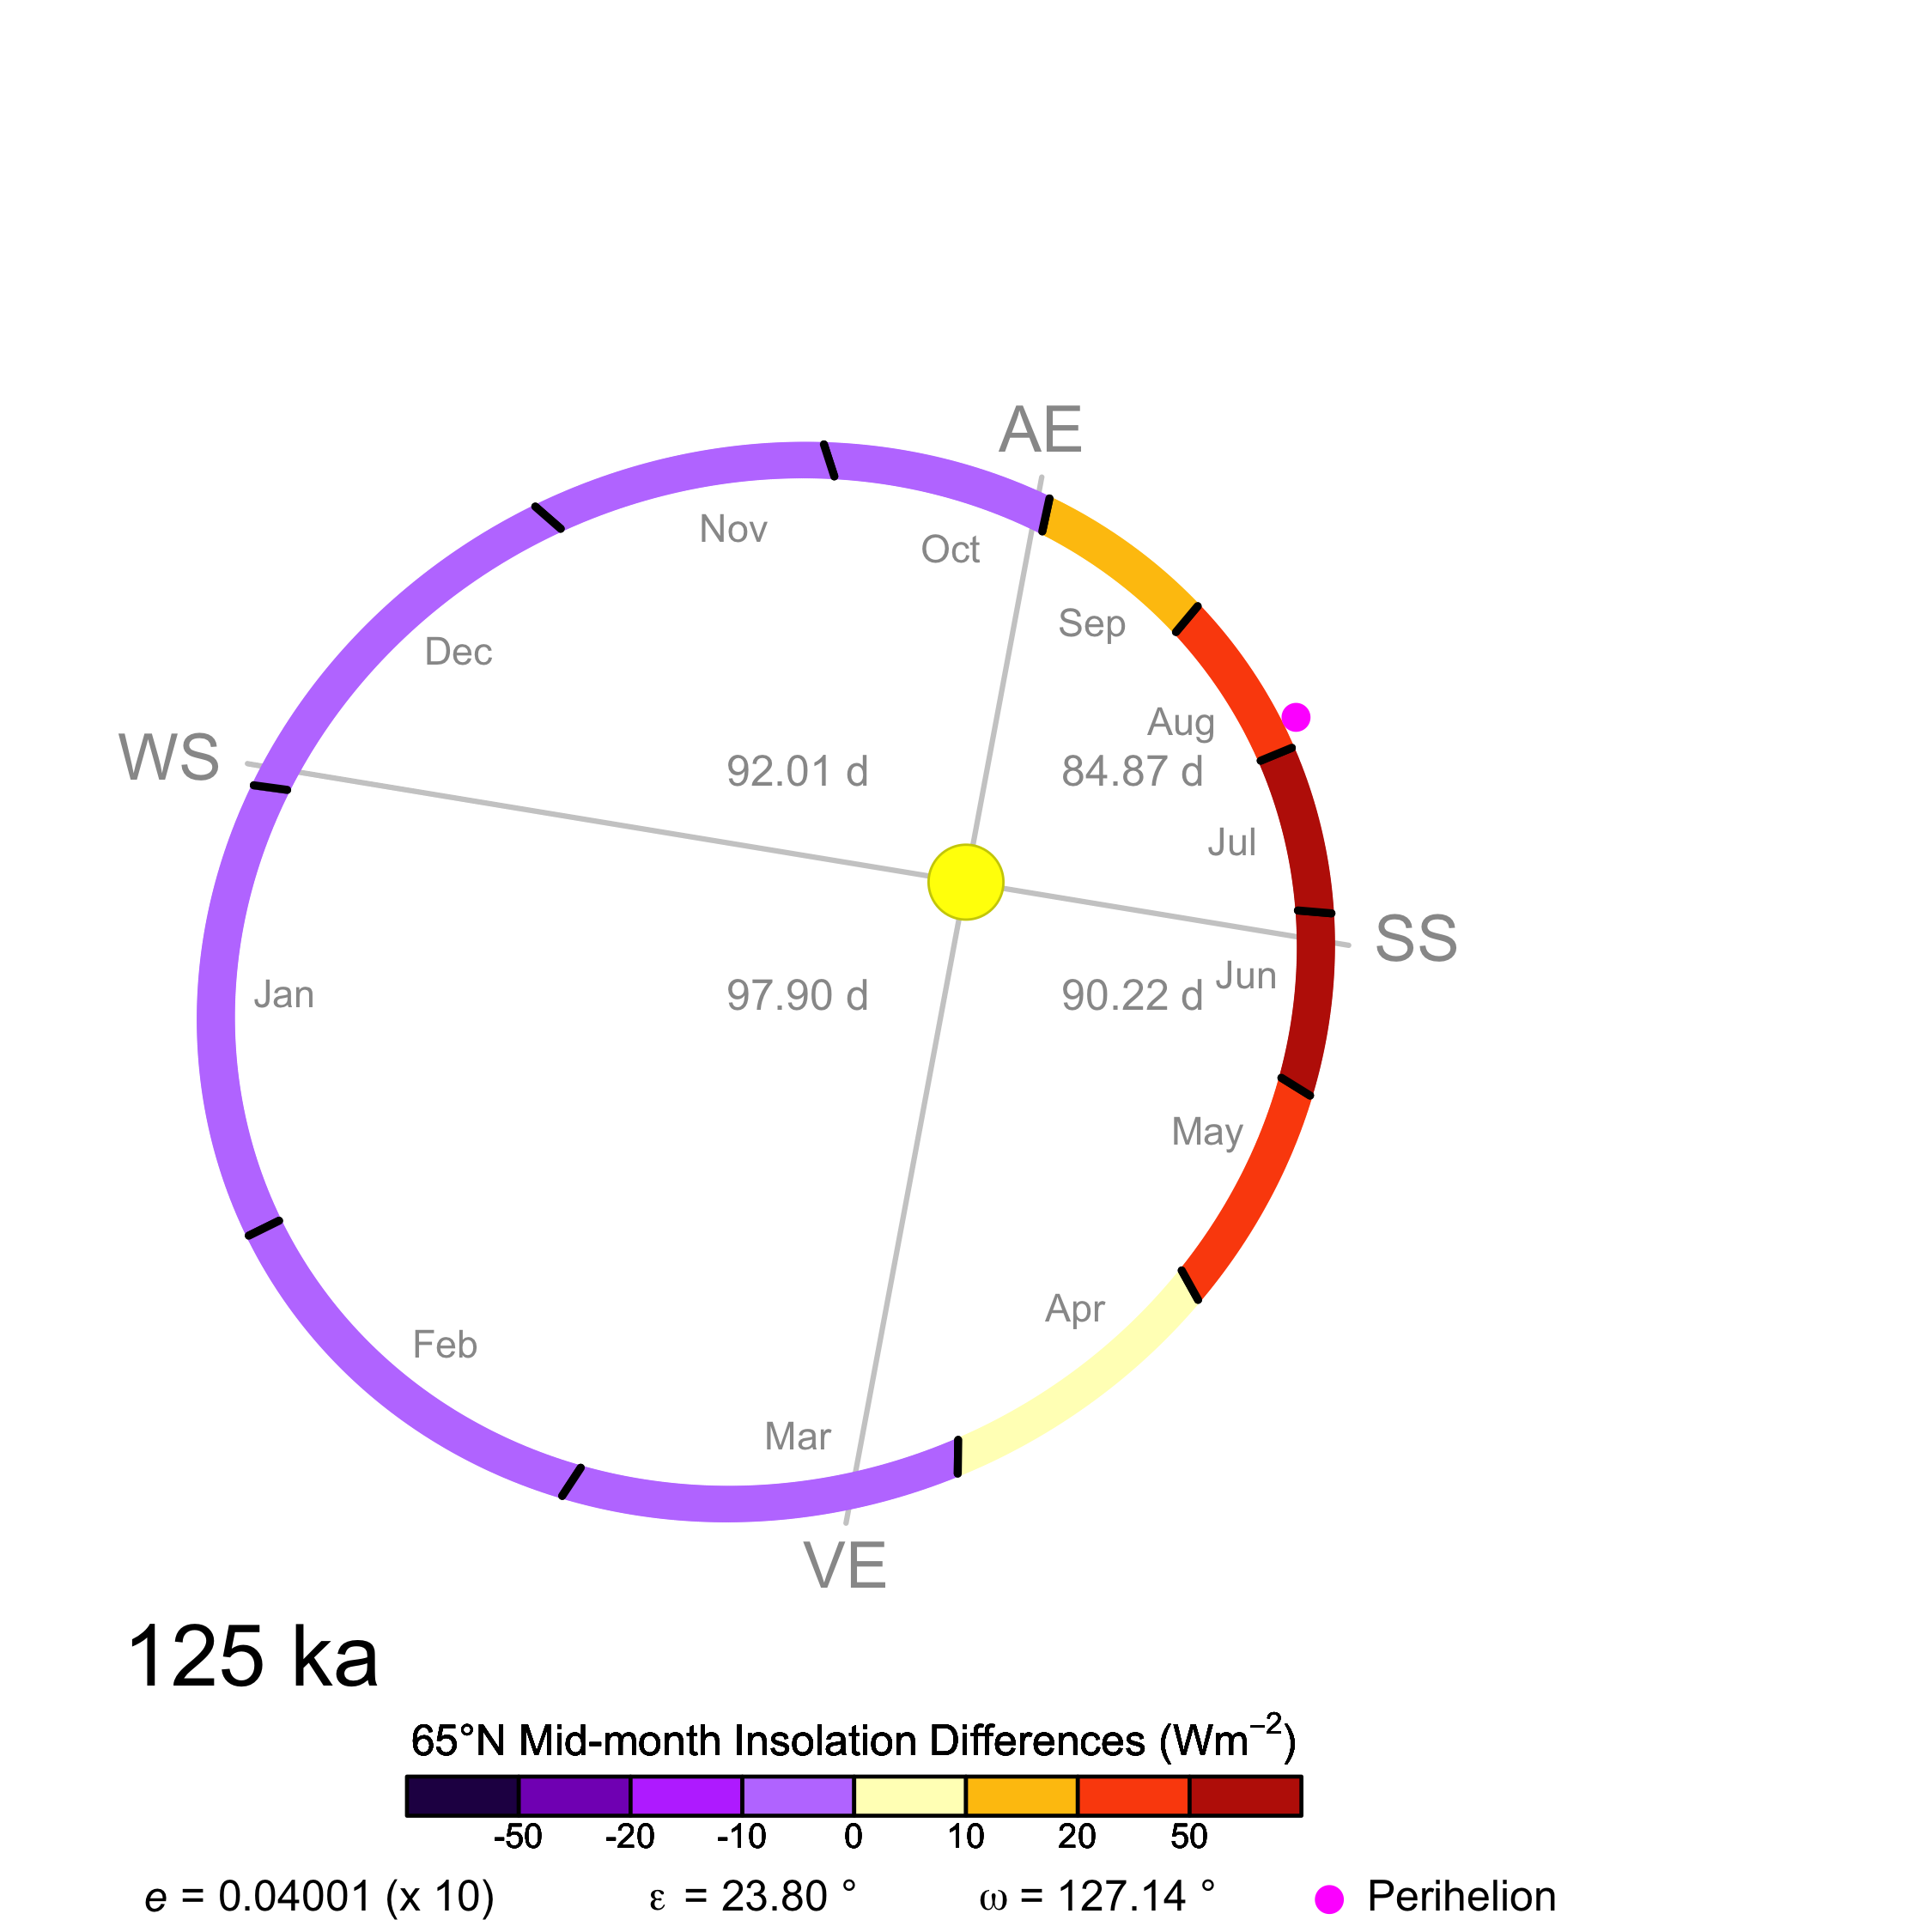 AE
Nov
Oct
Sep
Dec
Aug
WS
92.01 d
84.87 d
Jul
SS
Jan
97.90 d
90.22 d
Jun
May
Apr
Feb
Mar
VE
125 ka
65°N Mid-month Insolation Differences (Wm⁻²)
-50 -20 -10 0 10 20 50
e = 0.04001 (x 10) ε = 23.80 ° ω = 127.14 ° Perihelion